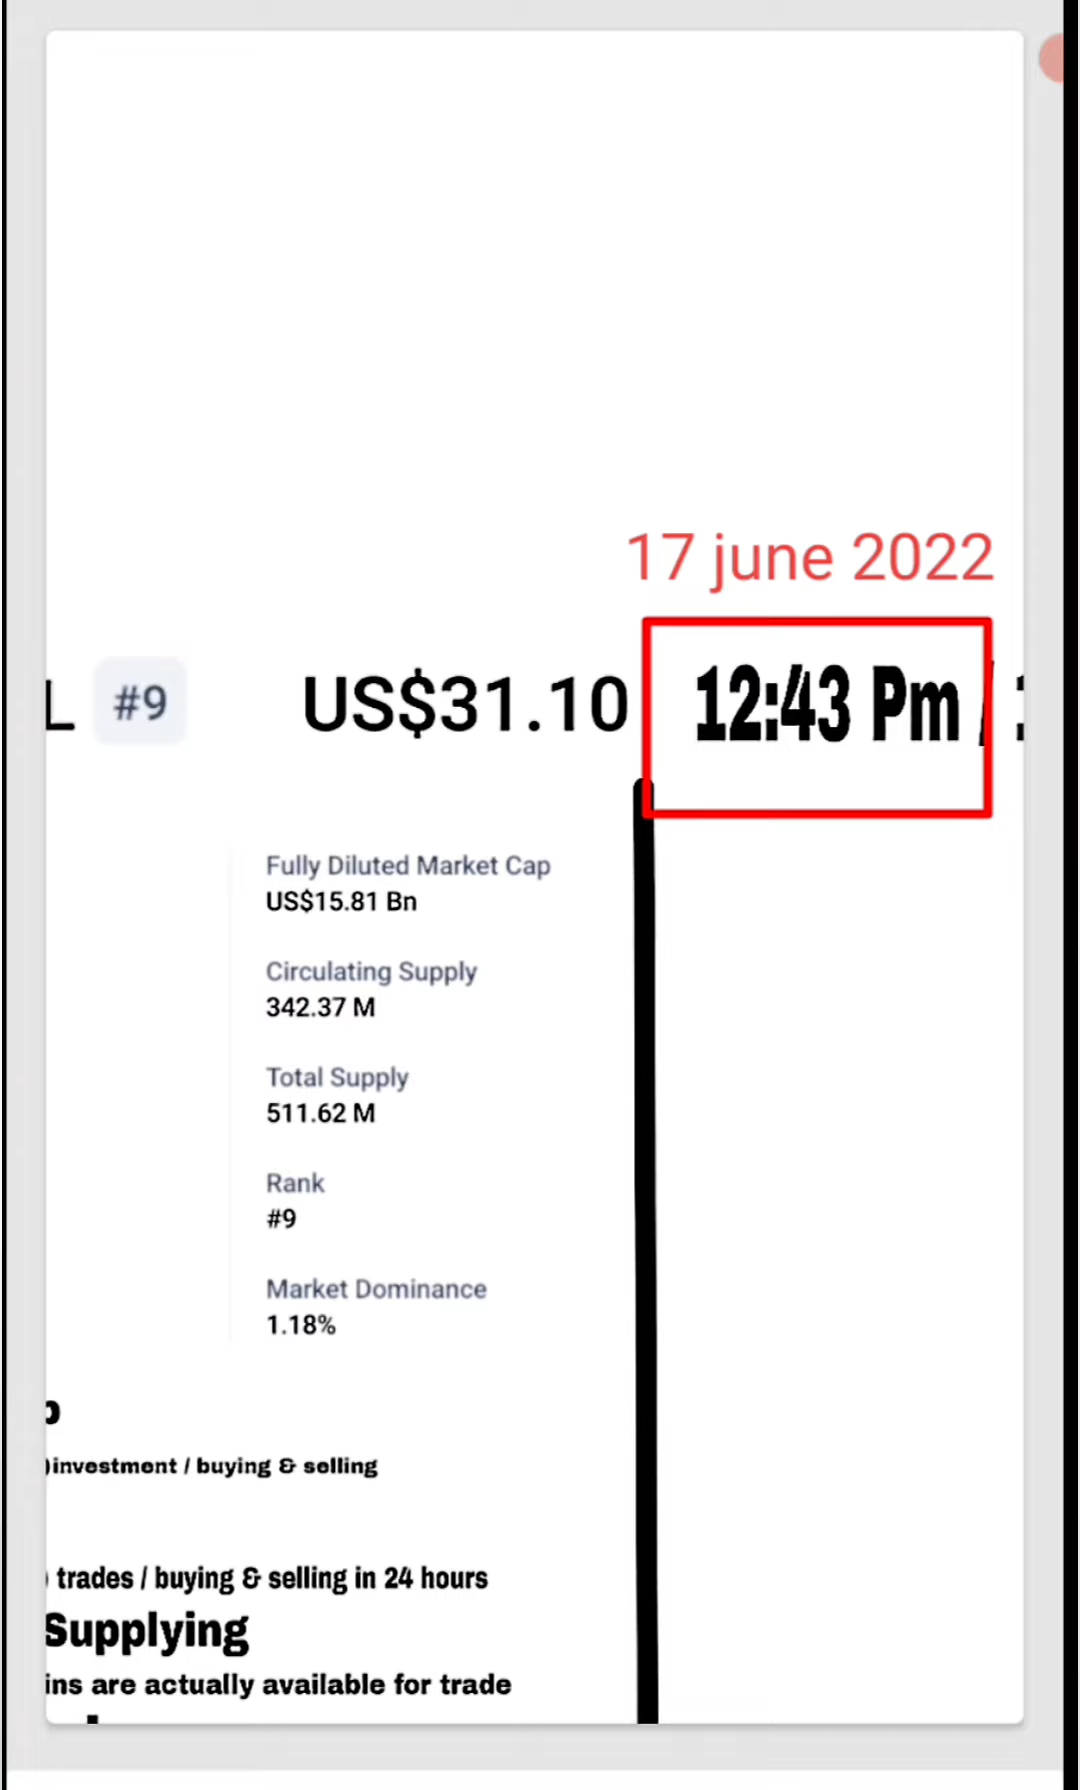 17 june 2022
L #9 US$31.10 12:43 Pm /
Fully Diluted Market Cap
US$15.81 Bn
Circulating Supply
342.37 M
Total Supply
511.62 M
Rank
#9
Market Dominance
1.18%
)investment / buying & selling
trades / buying & selling in 24 hours
Supplying
ins are actually available for trade